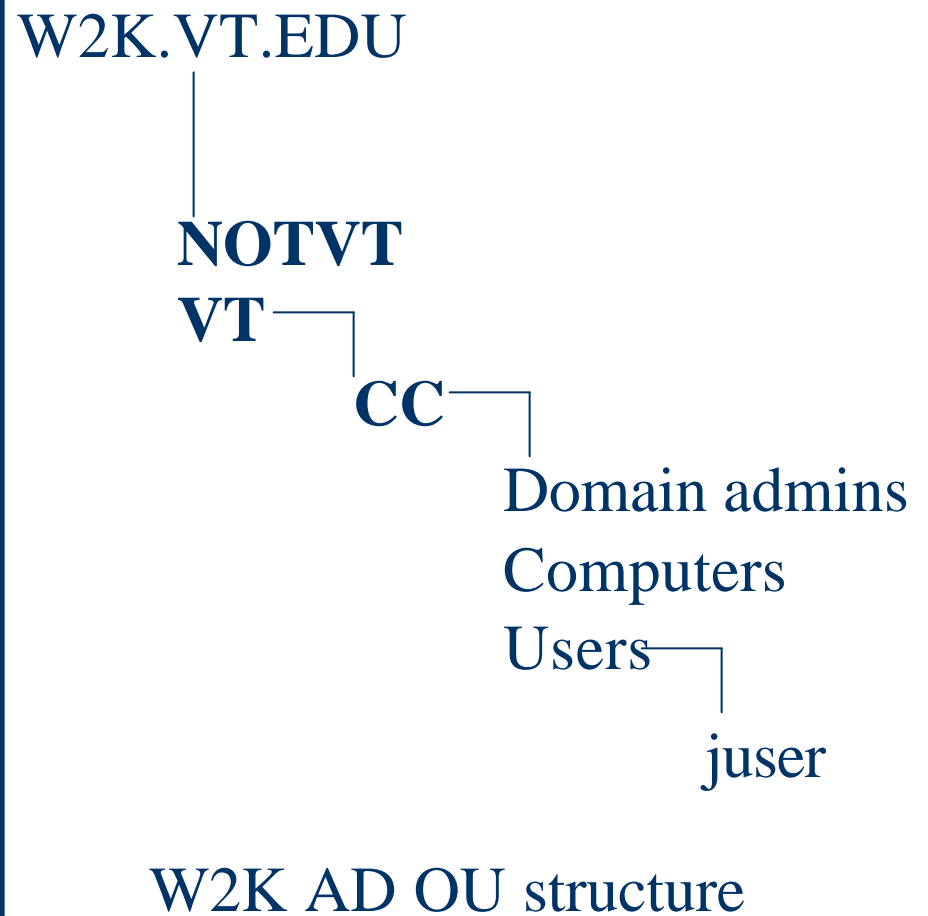 W2K.VT.EDU
NOTVT
VT
CC
Domain admins
Computers
Users
juser
W2K AD OU structure